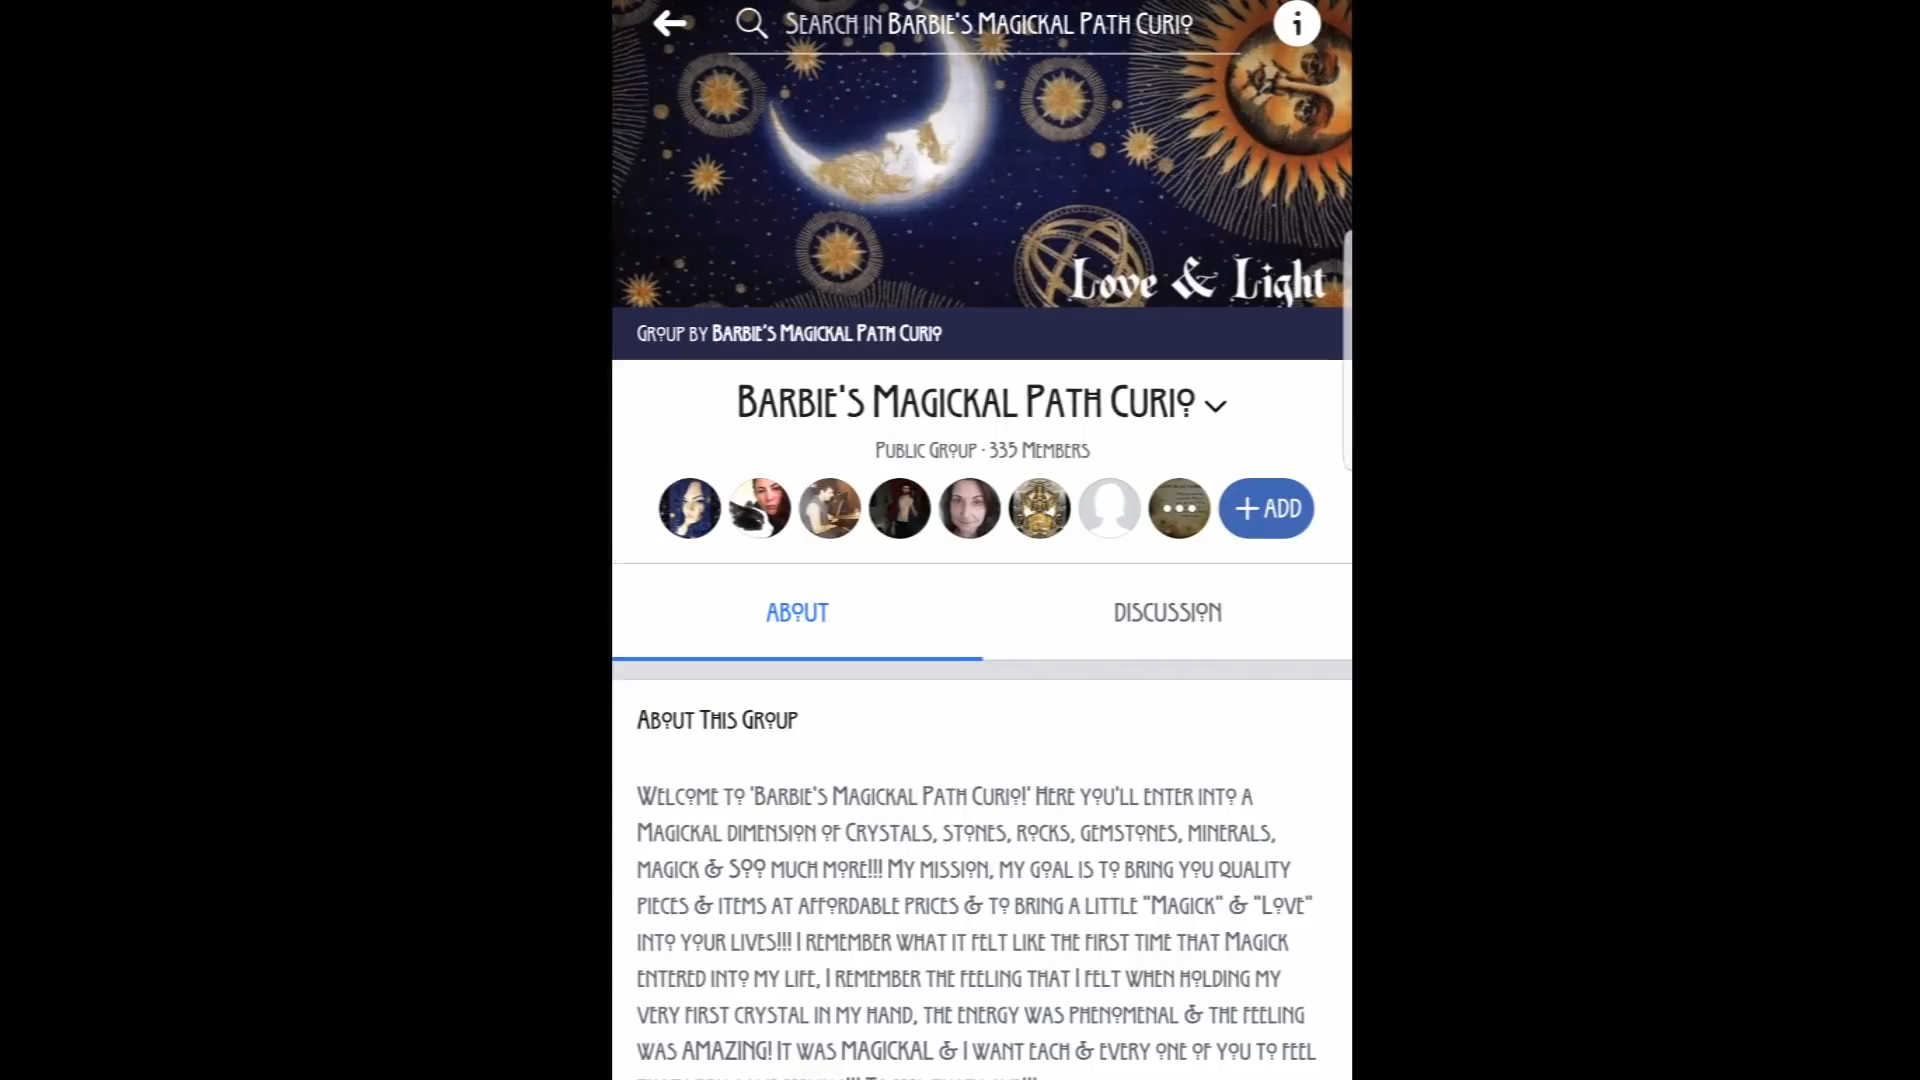 Search in Barbie's Magickal Path Curio
Love & Light
Group by Barbie's Magickal Path Curio
Barbie's Magickal Path Curio
Public Group · 335 Members
+ ADD
ABOUT
DISCUSSION
About This Group
Welcome to 'Barbie's Magickal Path Curio!' Here you'll enter into a
Magickal dimension of Crystals, stones, rocks, gemstones, minerals,
magick & SOO much more!!! My mission, my goal is to bring you quality
pieces & items at affordable prices & to bring a little "Magick" & "Love"
into your lives!!! I remember what it felt like the first time that Magick
entered into my life, I remember the feeling that I felt when holding my
very first crystal in my hand, the energy was phenomenal & the feeling
was AMAZING! It was MAGICKAL & I want each & every one of you to feel